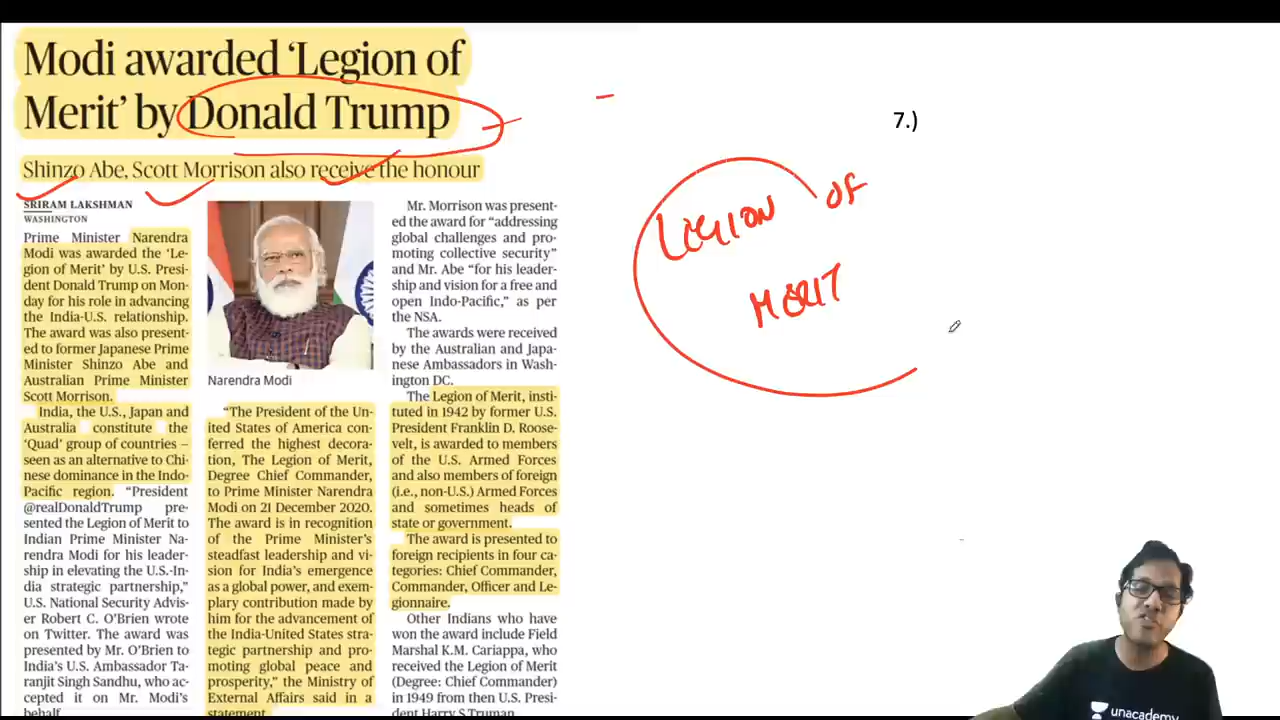 Modi awarded ‘Legion of
Merit’ by Donald Trump
Shinzo Abe, Scott Morrison also receive the honour
SRIRAM LAKSHMAN
WASHINGTON
Prime Minister Narendra
Modi was awarded the ‘Le-
gion of Merit’ by U.S. Presi-
dent Donald Trump on Mon-
day for his role in advancing
the India-U.S. relationship.
The award was also present-
ed to former Japanese Prime
Minister Shinzo Abe and
Australian Prime Minister
Scott Morrison.
India, the U.S., Japan and
Australia constitute the
‘Quad’ group of countries –
seen as an alternative to Chi-
nese dominance in the Indo-
Pacific region. “President
@realDonaldTrump pre-
sented the Legion of Merit to
Indian Prime Minister Na-
rendra Modi for his leader-
ship in elevating the U.S.-In-
dia strategic partnership,”
U.S. National Security Advis-
er Robert C. O’Brien wrote
on Twitter. The award was
presented by Mr. O’Brien to
India’s U.S. Ambassador Ta-
ranjit Singh Sandhu, who ac-
cepted it on Mr. Modi’s
behalf.
Narendra Modi
“The President of the Un-
ited States of America con-
ferred the highest decora-
tion, The Legion of Merit,
Degree Chief Commander,
to Prime Minister Narendra
Modi on 21 December 2020.
The award is in recognition
of the Prime Minister’s
steadfast leadership and vi-
sion for India’s emergence
as a global power, and exem-
plary contribution made by
him for the advancement of
the India-United States stra-
tegic partnership and pro-
moting global peace and
prosperity,” the Ministry of
External Affairs said in a
statement.
Mr. Morrison was present-
ed the award for “addressing
global challenges and pro-
moting collective security”
and Mr. Abe “for his leader-
ship and vision for a free and
open Indo-Pacific,” as per
the NSA.
The awards were received
by the Australian and Japa-
nese Ambassadors in Wash-
ington DC.
The Legion of Merit, insti-
tuted in 1942 by former U.S.
President Franklin D. Roose-
velt, is awarded to members
of the U.S. Armed Forces
and also members of foreign
(i.e., non-U.S.) Armed Forces
and sometimes heads of
state or government.
The award is presented to
foreign recipients in four ca-
tegories: Chief Commander,
Commander, Officer and Le-
gionnaire.
Other Indians who have
won the award include Field
Marshal K.M. Cariappa, who
received the Legion of Merit
(Degree: Chief Commander)
in 1949 from then U.S. Presi-
dent Harry S Truman
7.)
LEGION OF
MERIT
unacademy